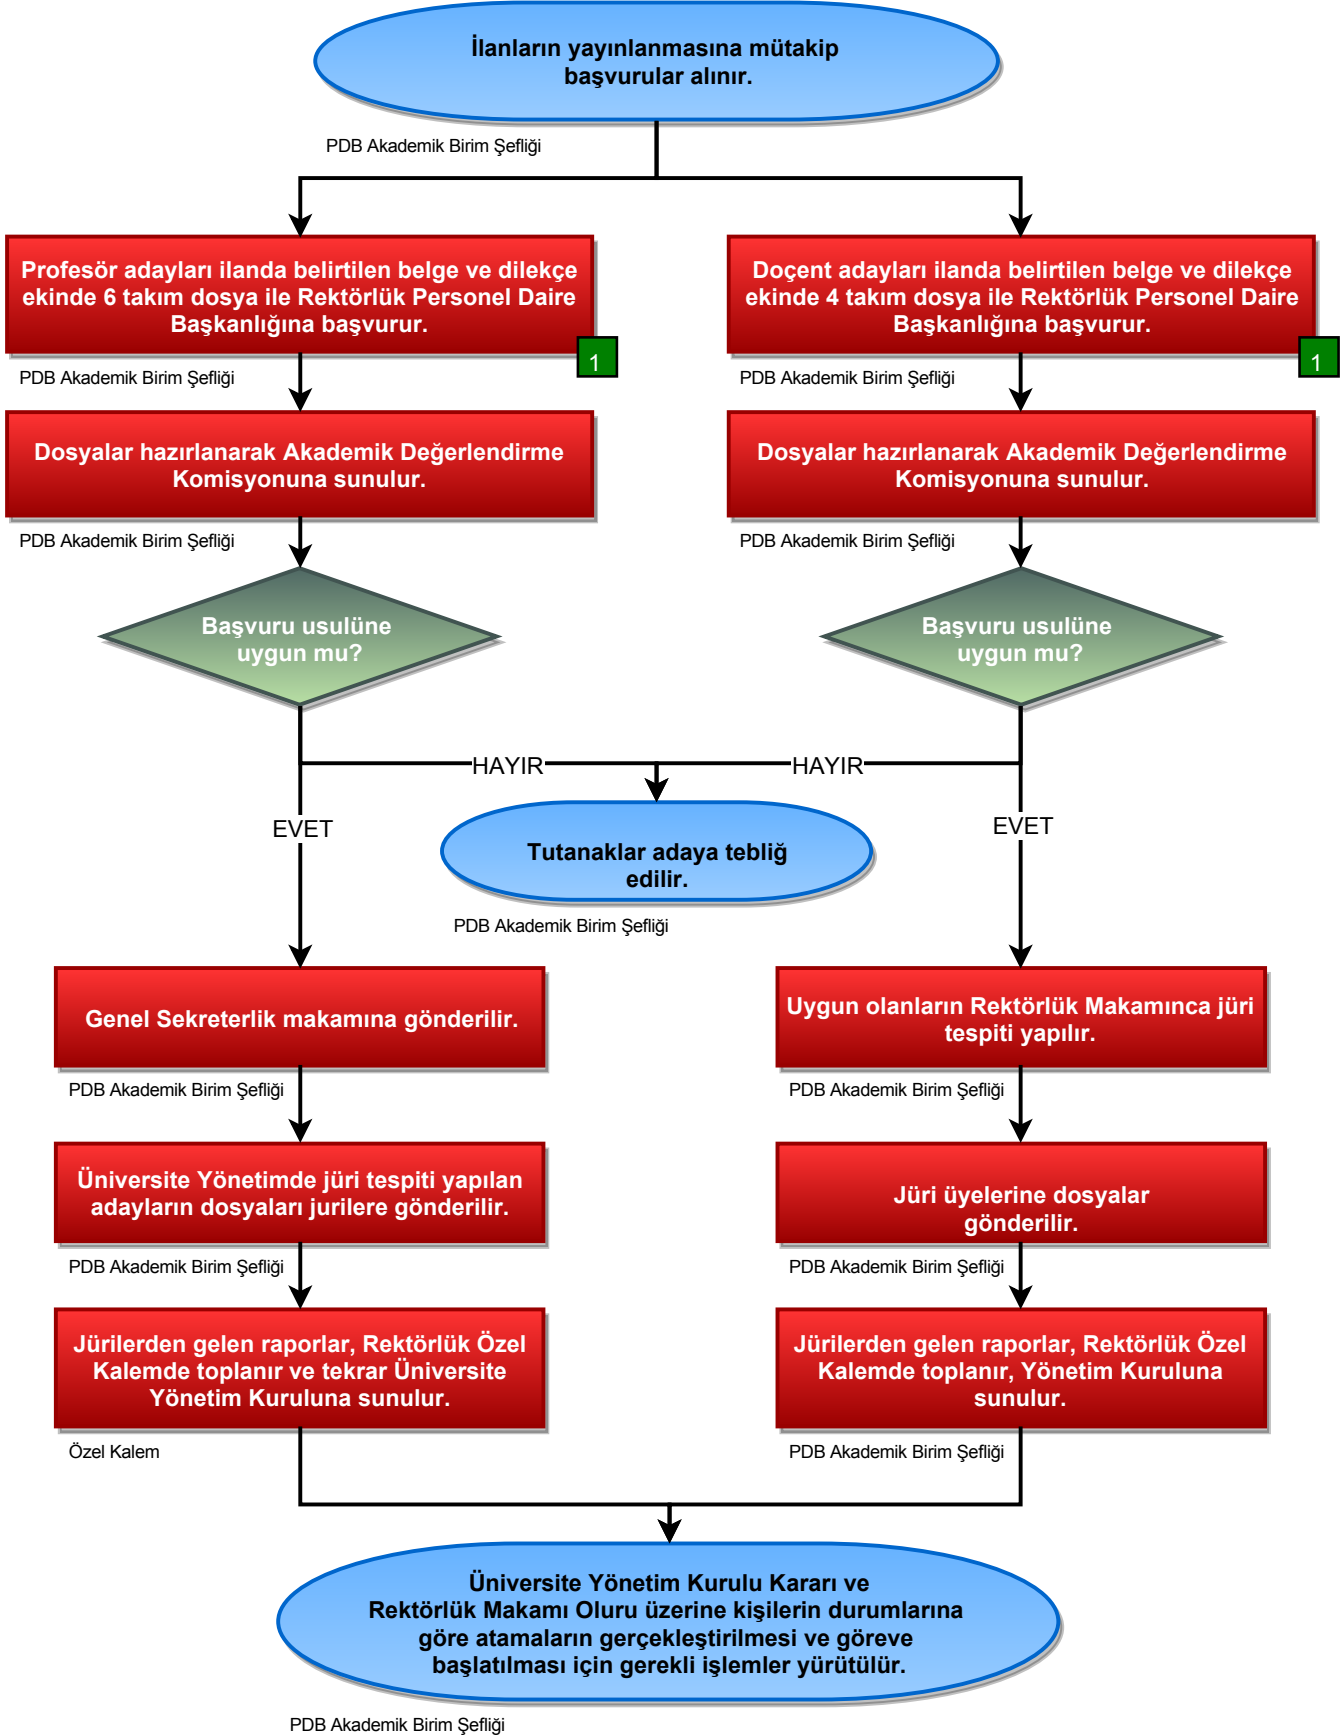 İlanların yayınlanmasına mütakip
başvurular alınır.
PDB Akademik Birim Şefliği
Profesör adayları ilanda belirtilen belge ve dilekçe
ekinde 6 takım dosya ile Rektörlük Personel Daire
Başkanlığına başvurur.
1
PDB Akademik Birim Şefliği
Doçent adayları ilanda belirtilen belge ve dilekçe
ekinde 4 takım dosya ile Rektörlük Personel Daire
Başkanlığına başvurur.
1
PDB Akademik Birim Şefliği
Dosyalar hazırlanarak Akademik Değerlendirme
Komisyonuna sunulur.
PDB Akademik Birim Şefliği
Dosyalar hazırlanarak Akademik Değerlendirme
Komisyonuna sunulur.
PDB Akademik Birim Şefliği
Başvuru usulüne
uygun mu?
Başvuru usulüne
uygun mu?
HAYIR
HAYIR
EVET
EVET
Tutanaklar adaya tebliğ
edilir.
PDB Akademik Birim Şefliği
Genel Sekreterlik makamına gönderilir.
PDB Akademik Birim Şefliği
Uygun olanların Rektörlük Makamınca jüri
tespiti yapılır.
PDB Akademik Birim Şefliği
Üniversite Yönetimde jüri tespiti yapılan
adayların dosyaları jurilere gönderilir.
PDB Akademik Birim Şefliği
Jüri üyelerine dosyalar
gönderilir.
PDB Akademik Birim Şefliği
Jürilerden gelen raporlar, Rektörlük Özel
Kalemde toplanır ve tekrar Üniversite
Yönetim Kuruluna sunulur.
Özel Kalem
Jürilerden gelen raporlar, Rektörlük Özel
Kalemde toplanır, Yönetim Kuruluna
sunulur.
PDB Akademik Birim Şefliği
Üniversite Yönetim Kurulu Kararı ve
Rektörlük Makamı Oluru üzerine kişilerin durumlarına
göre atamaların gerçekleştirilmesi ve göreve
başlatılması için gerekli işlemler yürütülür.
PDB Akademik Birim Şefliği